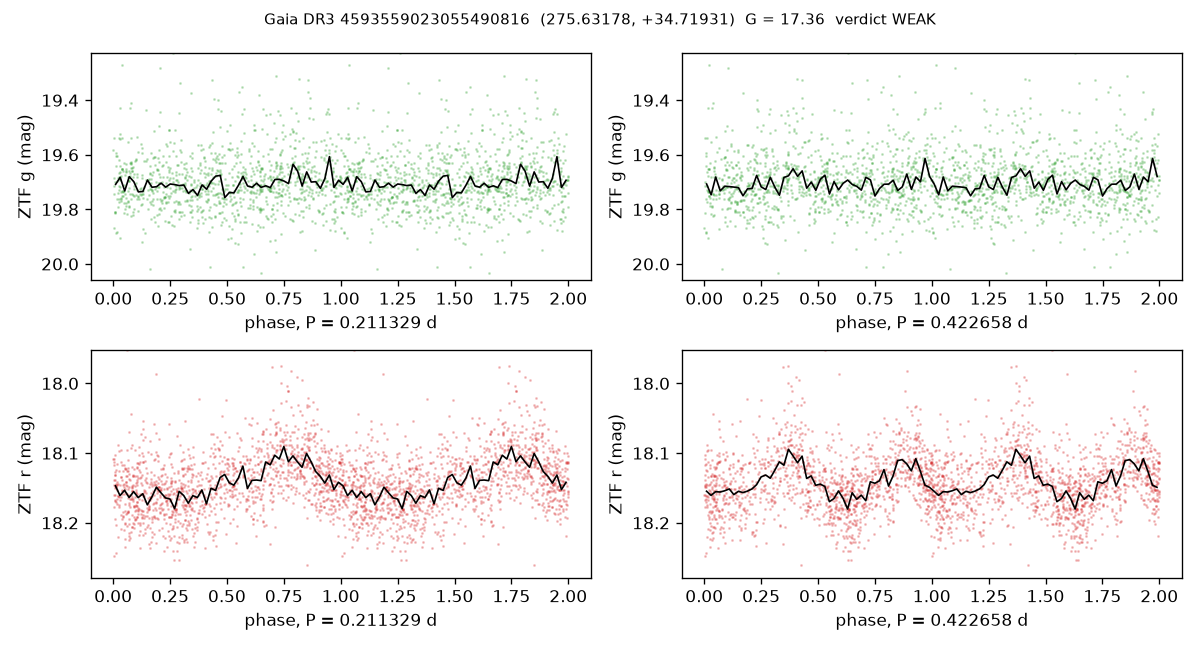 Gaia DR3 4593559023055490816  (275.63178, +34.71931)  G = 17.36  verdict WEAK
ZTF g (mag)
19.4
19.6
19.8
20.0
0.00 0.25 0.50 0.75 1.00 1.25 1.50 1.75 2.00
phase, P = 0.211329 d
ZTF g (mag)
19.4
19.6
19.8
20.0
0.00 0.25 0.50 0.75 1.00 1.25 1.50 1.75 2.00
phase, P = 0.422658 d
ZTF r (mag)
18.0
18.1
18.2
0.00 0.25 0.50 0.75 1.00 1.25 1.50 1.75 2.00
phase, P = 0.211329 d
ZTF r (mag)
18.0
18.1
18.2
0.00 0.25 0.50 0.75 1.00 1.25 1.50 1.75 2.00
phase, P = 0.422658 d